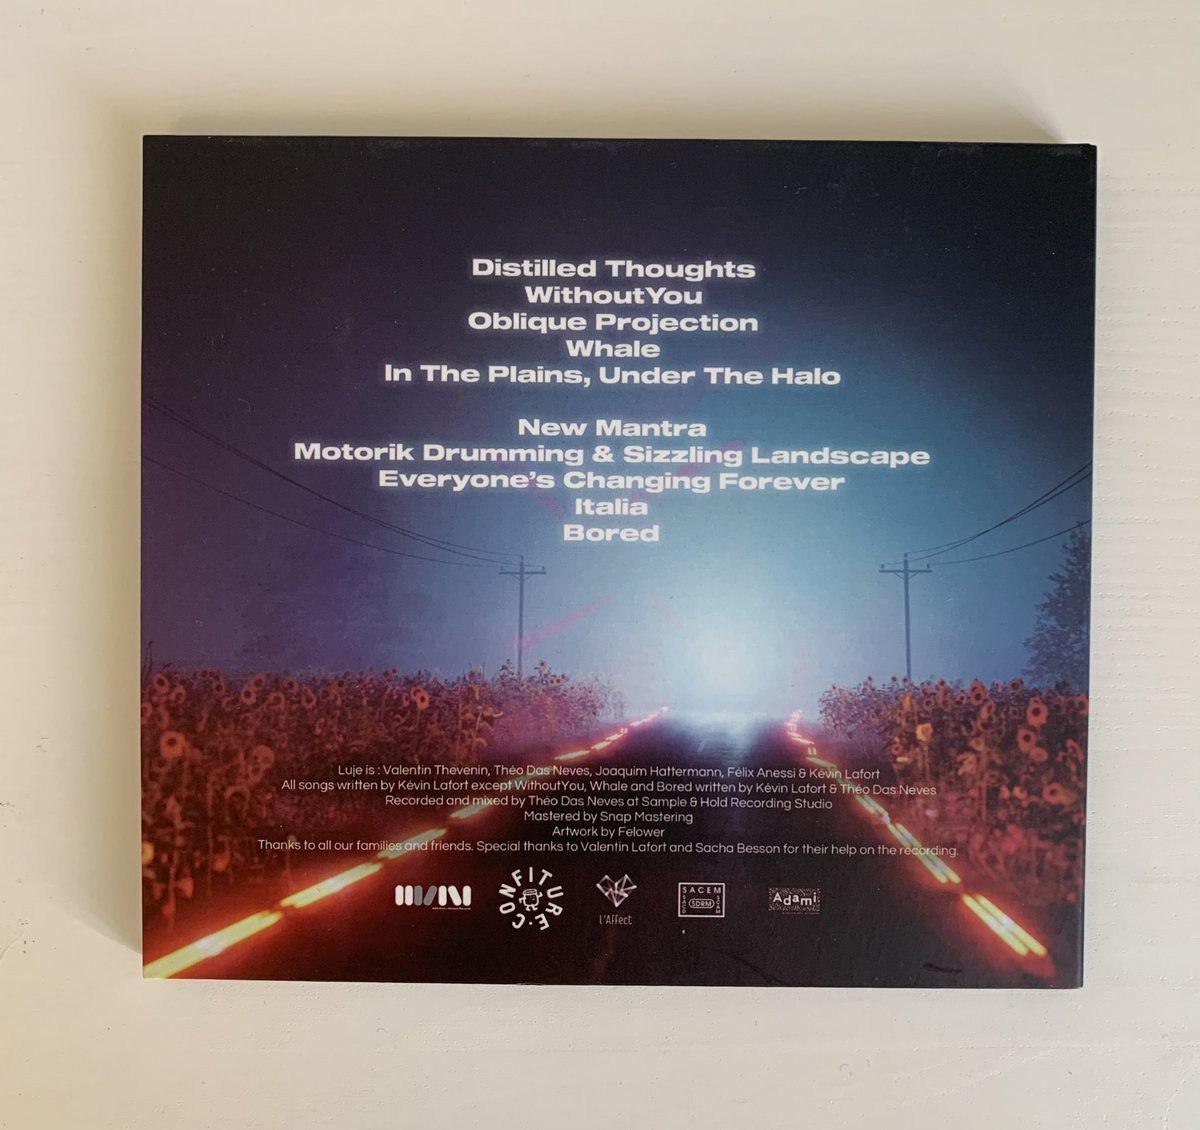 Distilled Thoughts
WithoutYou
Oblique Projection
Whale
In The Plains, Under The Halo
New Mantra
Motorik Drumming & Sizzling Landscape
Everyone's Changing Forever
Italia
Bored
Luje is : Valentin Thevenin, Théo Das Neves, Joaquim Hattermann, Félix Anessi & Kévin Lafort
All songs written by Kévin Lafort except WithoutYou, Whale and Bored written by Kévin Lafort & Théo Das Neves
Recorded and mixed by Théo Das Neves at Sample & Hold Recording Studio
Mastered by Snap Mastering
Artwork by Felower
Thanks to all our families and friends. Special thanks to Valentin Lafort and Sacha Besson for their help on the recording.
CONFITURE
L'Affect
SACEM
SACD SDRM SCAM
Adami